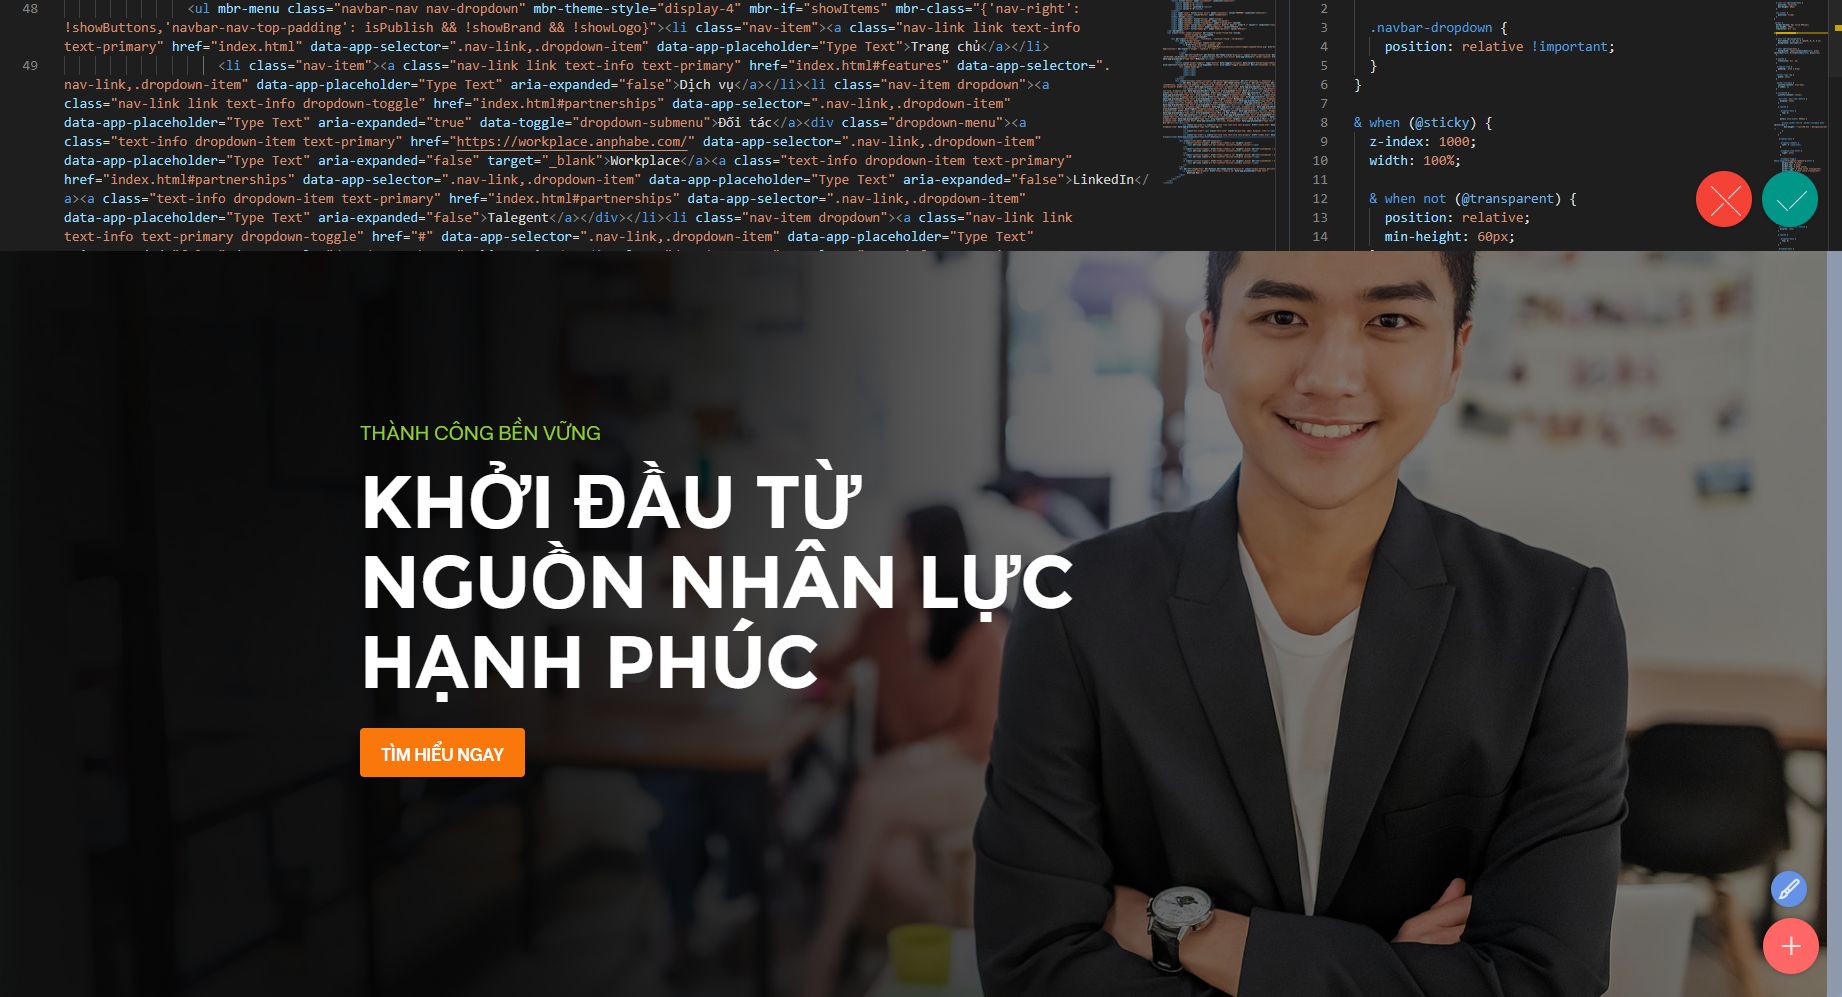 48 <ul mbr-menu class="navbar-nav nav-dropdown" mbr-theme-style="display-4" mbr-if="showItems" mbr-class="{'nav-right':
!showButtons,'navbar-nav-top-padding': isPublish && !showBrand && !showLogo}"><li class="nav-item"><a class="nav-link link text-info
text-primary" href="index.html" data-app-selector=".nav-link,.dropdown-item" data-app-placeholder="Type Text">Trang chủ</a></li>
49 <li class="nav-item"><a class="nav-link link text-info text-primary" href="index.html#features" data-app-selector=".
nav-link,.dropdown-item" data-app-placeholder="Type Text" aria-expanded="false">Dịch vụ</a></li><li class="nav-item dropdown"><a
class="nav-link link text-info dropdown-toggle" href="index.html#partnerships" data-app-selector=".nav-link,.dropdown-item"
data-app-placeholder="Type Text" aria-expanded="true" data-toggle="dropdown-submenu">Đối tác</a><div class="dropdown-menu"><a
class="text-info dropdown-item text-primary" href="https://workplace.anphabe.com/" data-app-selector=".nav-link,.dropdown-item"
data-app-placeholder="Type Text" aria-expanded="false" target="_blank">Workplace</a><a class="text-info dropdown-item text-primary"
href="index.html#partnerships" data-app-selector=".nav-link,.dropdown-item" data-app-placeholder="Type Text" aria-expanded="false">LinkedIn</
a><a class="text-info dropdown-item text-primary" href="index.html#partnerships" data-app-selector=".nav-link,.dropdown-item"
data-app-placeholder="Type Text" aria-expanded="false">Talegent</a></div></li><li class="nav-item dropdown"><a class="nav-link link
text-info text-primary dropdown-toggle" href="#" data-app-selector=".nav-link,.dropdown-item" data-app-placeholder="Type Text"
2
3 .navbar-dropdown {
4 position: relative !important;
5 }
6 }
7
8 & when (@sticky) {
9 z-index: 1000;
10 width: 100%;
11
12 & when not (@transparent) {
13 position: relative;
14 min-height: 60px;
THÀNH CÔNG BỀN VỮNG
KHỞI ĐẦU TỪ
NGUỒN NHÂN LỰC
HẠNH PHÚC
TÌM HIỂU NGAY